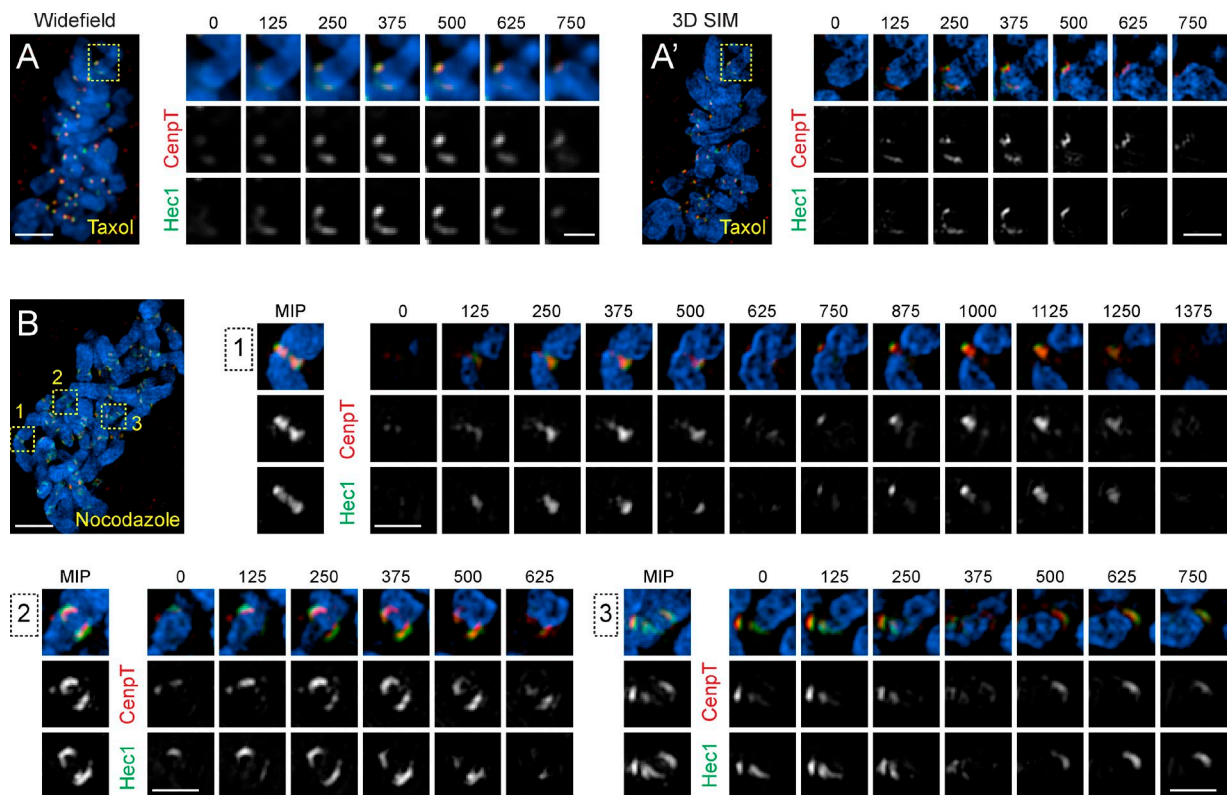 Widefield
0 125 250 375 500 625 750
3D SIM
0 125 250 375 500 625 750
A
Taxol
CenpT
Hec1
A'
Taxol
CenpT
Hec1
B
1
2
3
Nocodazole
1
MIP
0 125 250 375 500 625 750 875 1000 1125 1250 1375
CenpT
Hec1
2
MIP
0 125 250 375 500 625
CenpT
Hec1
3
MIP
0 125 250 375 500 625 750
CenpT
Hec1